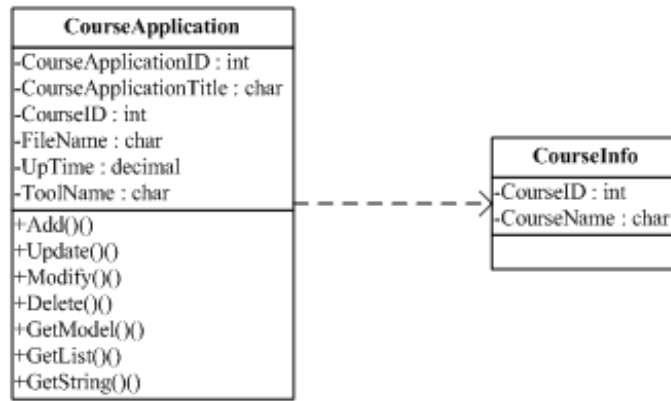 CourseApplication
-CourseApplicationID : int
-CourseApplicationTitle : char
-CourseID : int
-FileName : char
-UpTime : decimal
-ToolName : char
+Add()()
+Update()()
+Modify()()
+Delete()()
+GetModel()()
+GetList()()
+GetString()()
CourseInfo
-CourseID : int
-CourseName : char